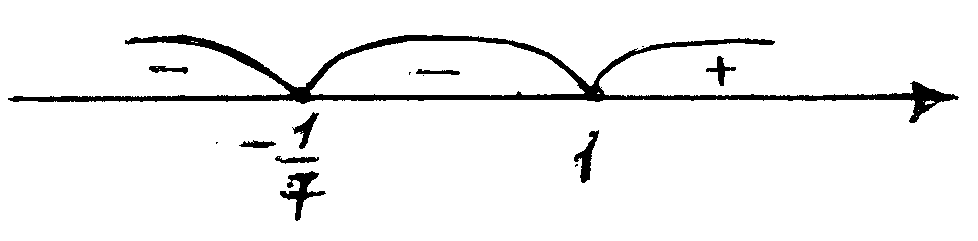 − − +
-1/7 1